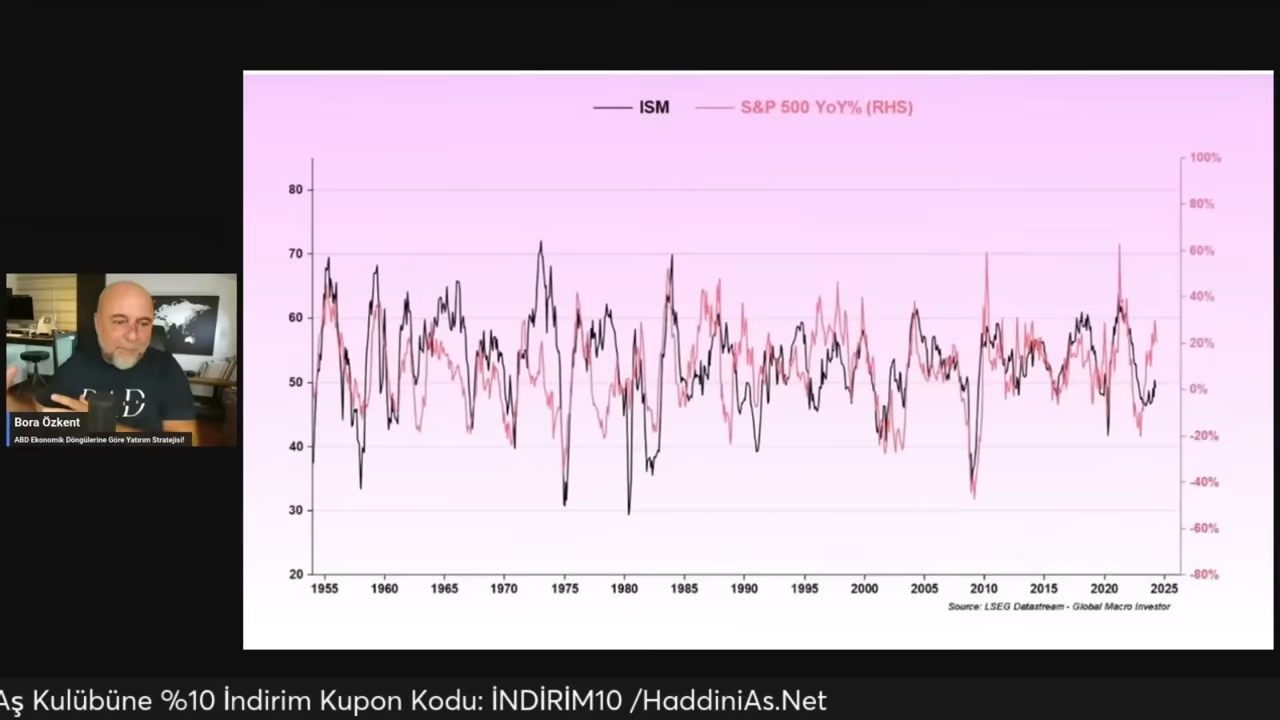 ISM S&P 500 YoY% (RHS)
100%
80
80%
70
60%
60
40%
20%
50
0%
40
-20%
-40%
30
-60%
20
-80%
1955 1960 1965 1970 1975 1980 1985 1990 1995 2000 2005 2010 2015 2020 2025
Source: LSEG Datastream - Global Macro Investor
Bora Özkent
ABD Ekonomik Döngülerine Göre Yatırım Stratejisi!
Aş Kulübüne %10 İndirim Kupon Kodu: İNDİRİM10 /HaddiniAs.Net